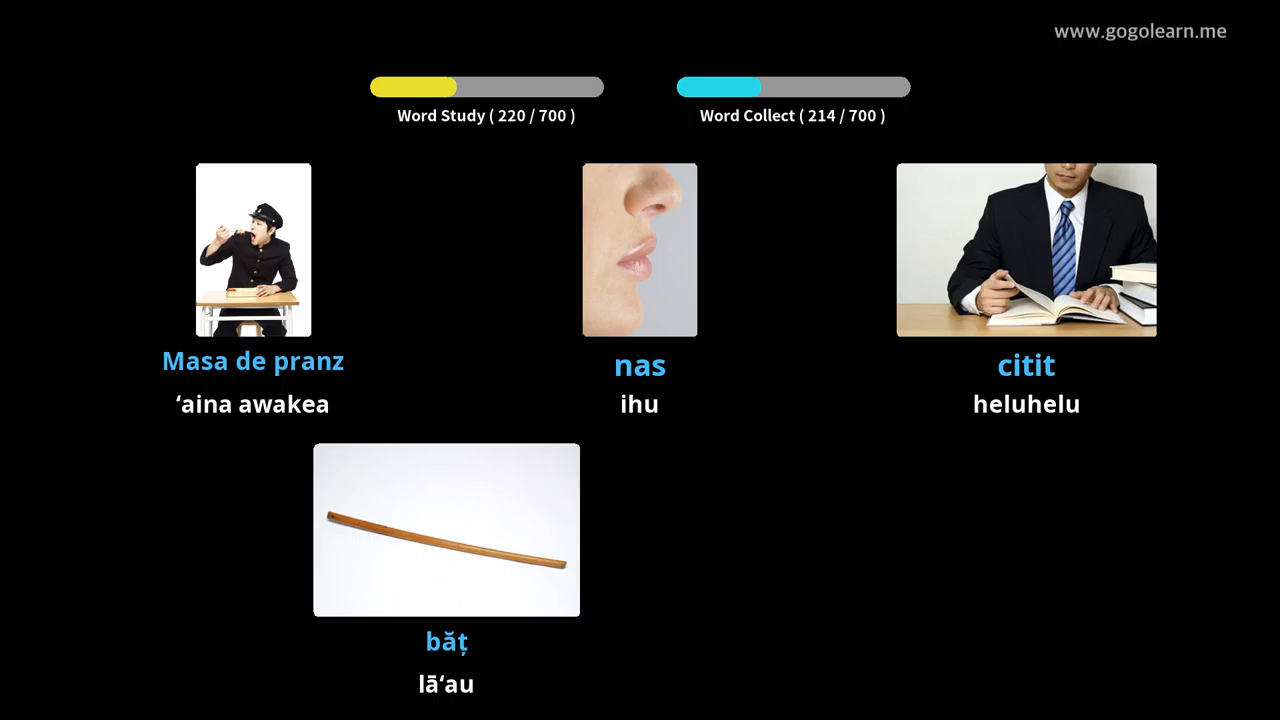 www.gogolearn.me
Word Study ( 220 / 700 )
Word Collect ( 214 / 700 )
Masa de pranz
nas
citit
ʻaina awakea
ihu
heluhelu
băț
lāʻau